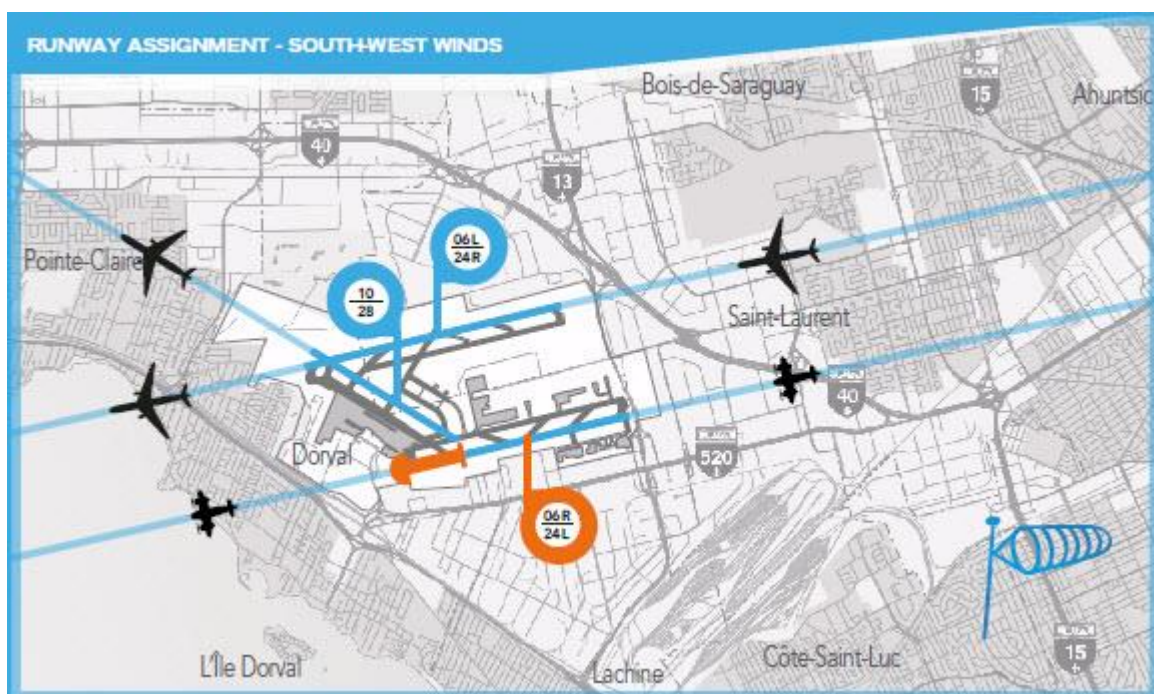 RUNWAY ASSIGNMENT - SOUTH-WEST WINDS
Bois-de-Saraguay
15
Ahuntsic
40
13
06L
24R
Pointe-Claire
10
28
Saint-Laurent
40
Dorval
520
06R
24L
L'Île Dorval
Lachine
Côte-Saint-Luc
15